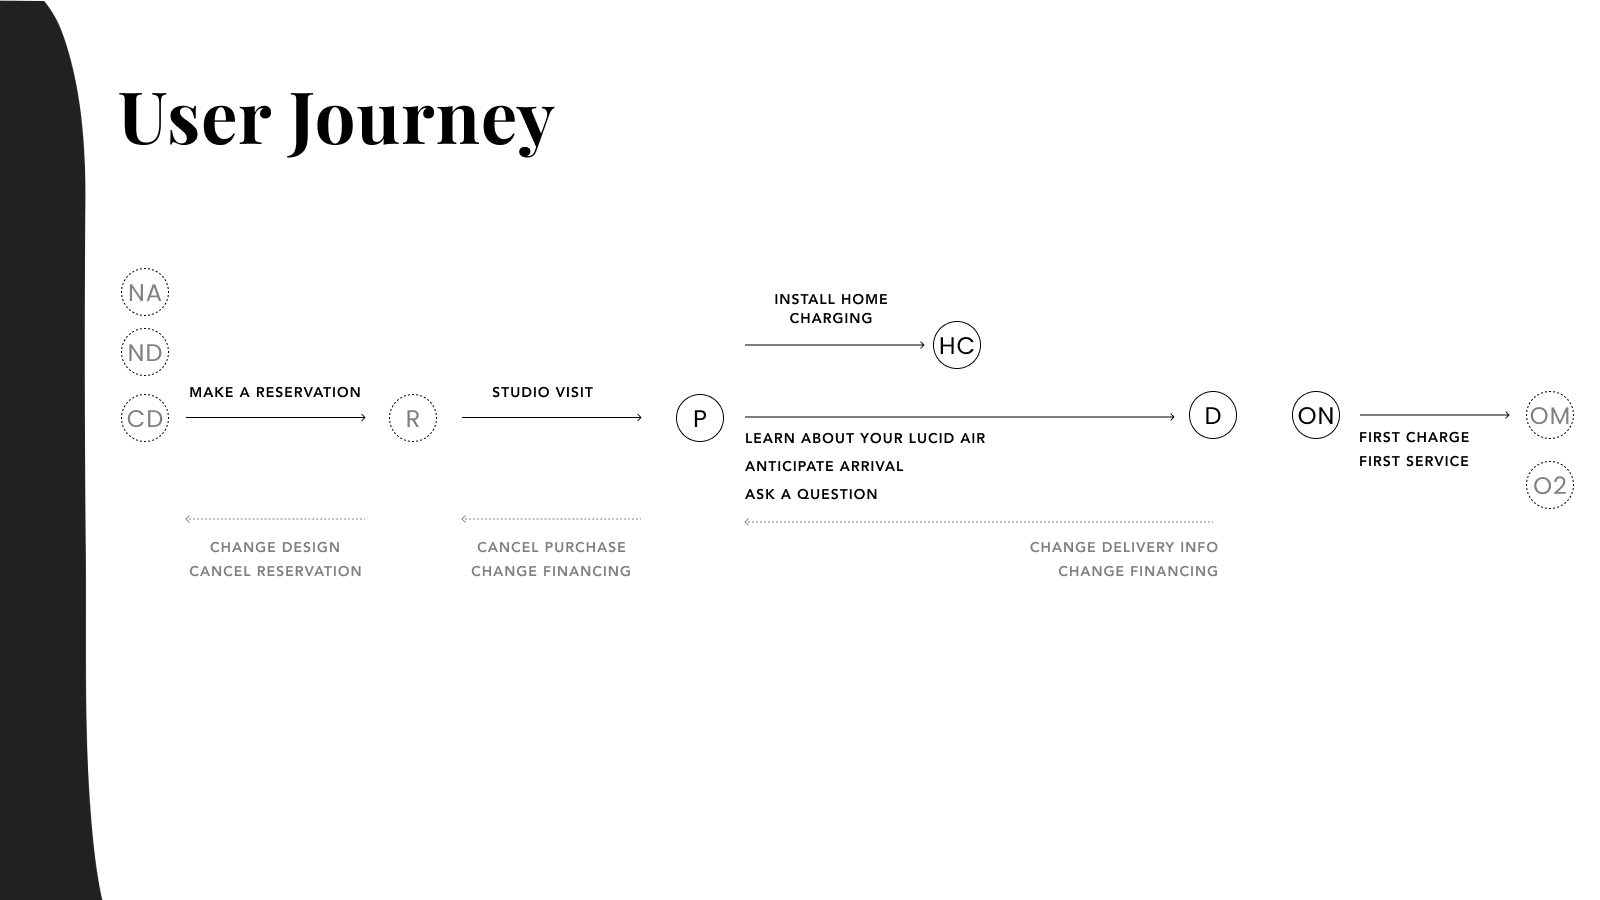 User Journey
NA
ND
CD
MAKE A RESERVATION
R
STUDIO VISIT
P
INSTALL HOME
CHARGING
HC
LEARN ABOUT YOUR LUCID AIR
ANTICIPATE ARRIVAL
ASK A QUESTION
D
ON
FIRST CHARGE
FIRST SERVICE
OM
O2
CHANGE DESIGN
CANCEL RESERVATION
CANCEL PURCHASE
CHANGE FINANCING
CHANGE DELIVERY INFO
CHANGE FINANCING